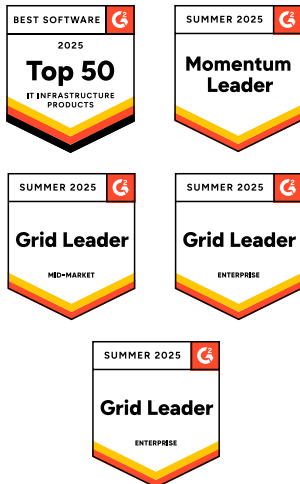 BEST SOFTWARE
2025
Top 50
IT INFRASTRUCTURE
PRODUCTS
SUMMER 2025
Momentum
Leader
SUMMER 2025
Grid Leader
MID-MARKET
SUMMER 2025
Grid Leader
ENTERPRISE
SUMMER 2025
Grid Leader
ENTERPRISE